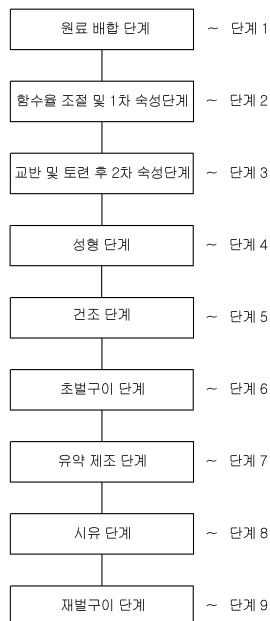 원료 배합 단계 ~ 단계 1
함수율 조절 및 1차 숙성단계 ~ 단계 2
교반 및 토련 후 2차 숙성단계 ~ 단계 3
성형 단계 ~ 단계 4
건조 단계 ~ 단계 5
초벌구이 단계 ~ 단계 6
유약 제조 단계 ~ 단계 7
시유 단계 ~ 단계 8
재벌구이 단계 ~ 단계 9